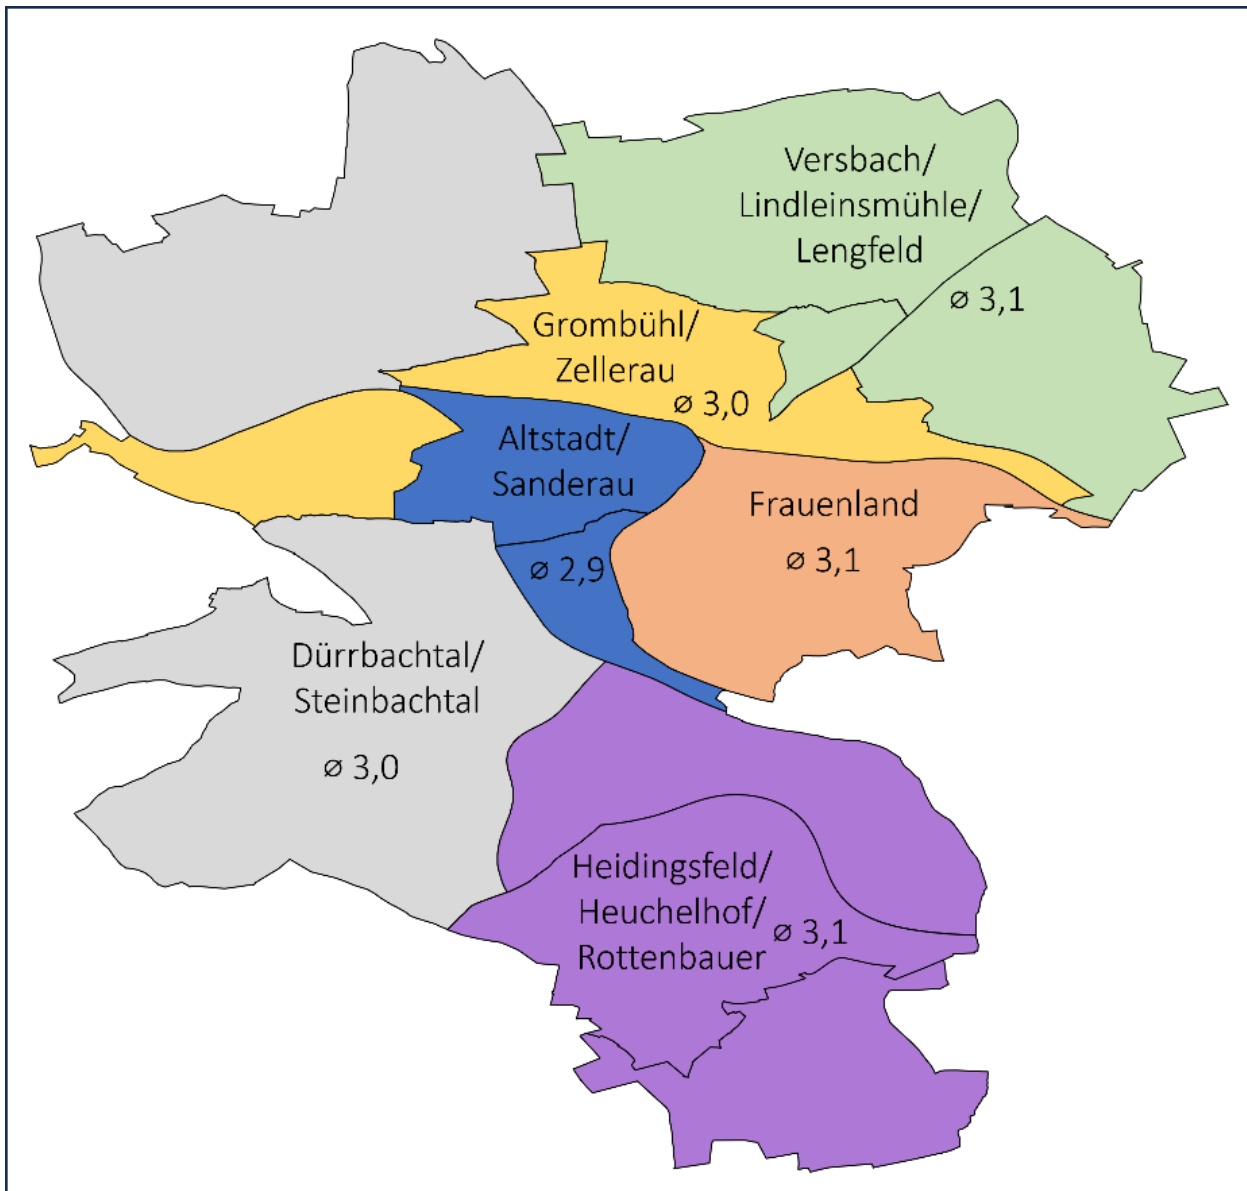 Versbach/
Lindleinsmühle/
Lengfeld
ø 3,1
Grombühl/
Zellerau
ø 3,0
Altstadt/
Sanderau
ø 2,9
Frauenland
ø 3,1
Dürrbachtal/
Steinbachtal
ø 3,0
Heidingsfeld/
Heuchelhof/
Rottenbauer
ø 3,1